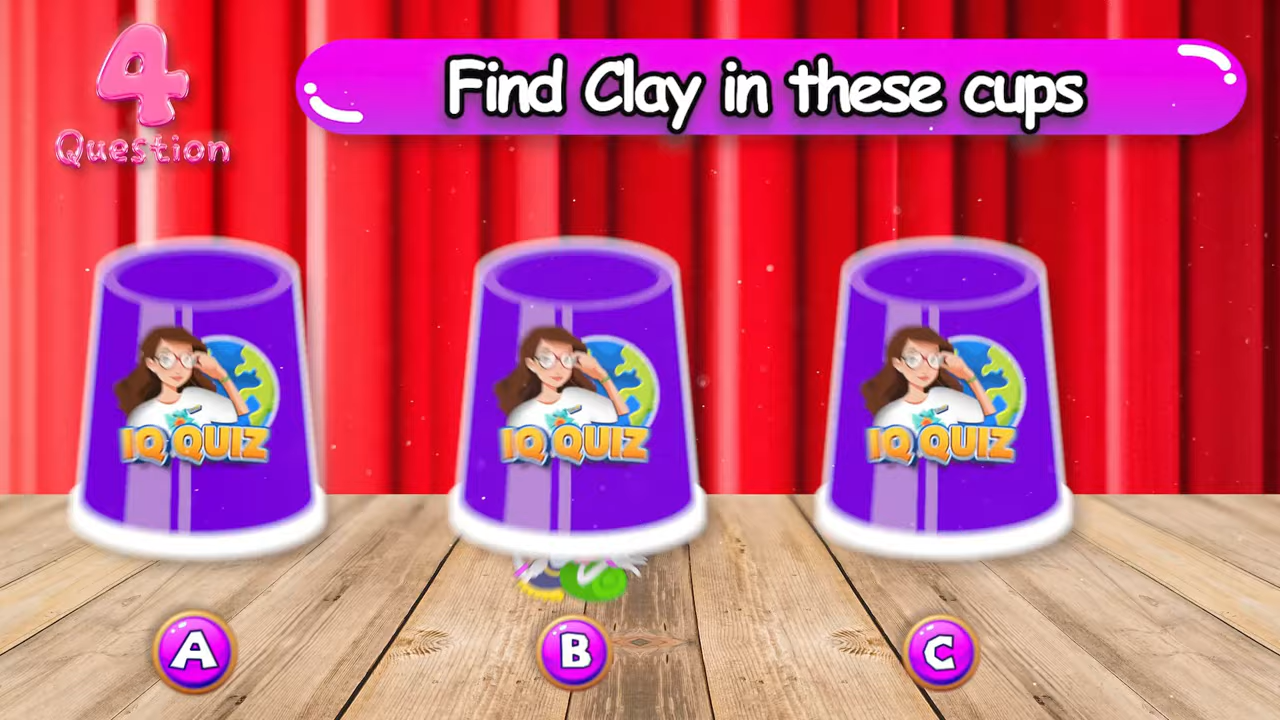 4
Question
Find Clay in these cups
IQ QUIZ
IQ QUIZ
IQ QUIZ
A
B
C